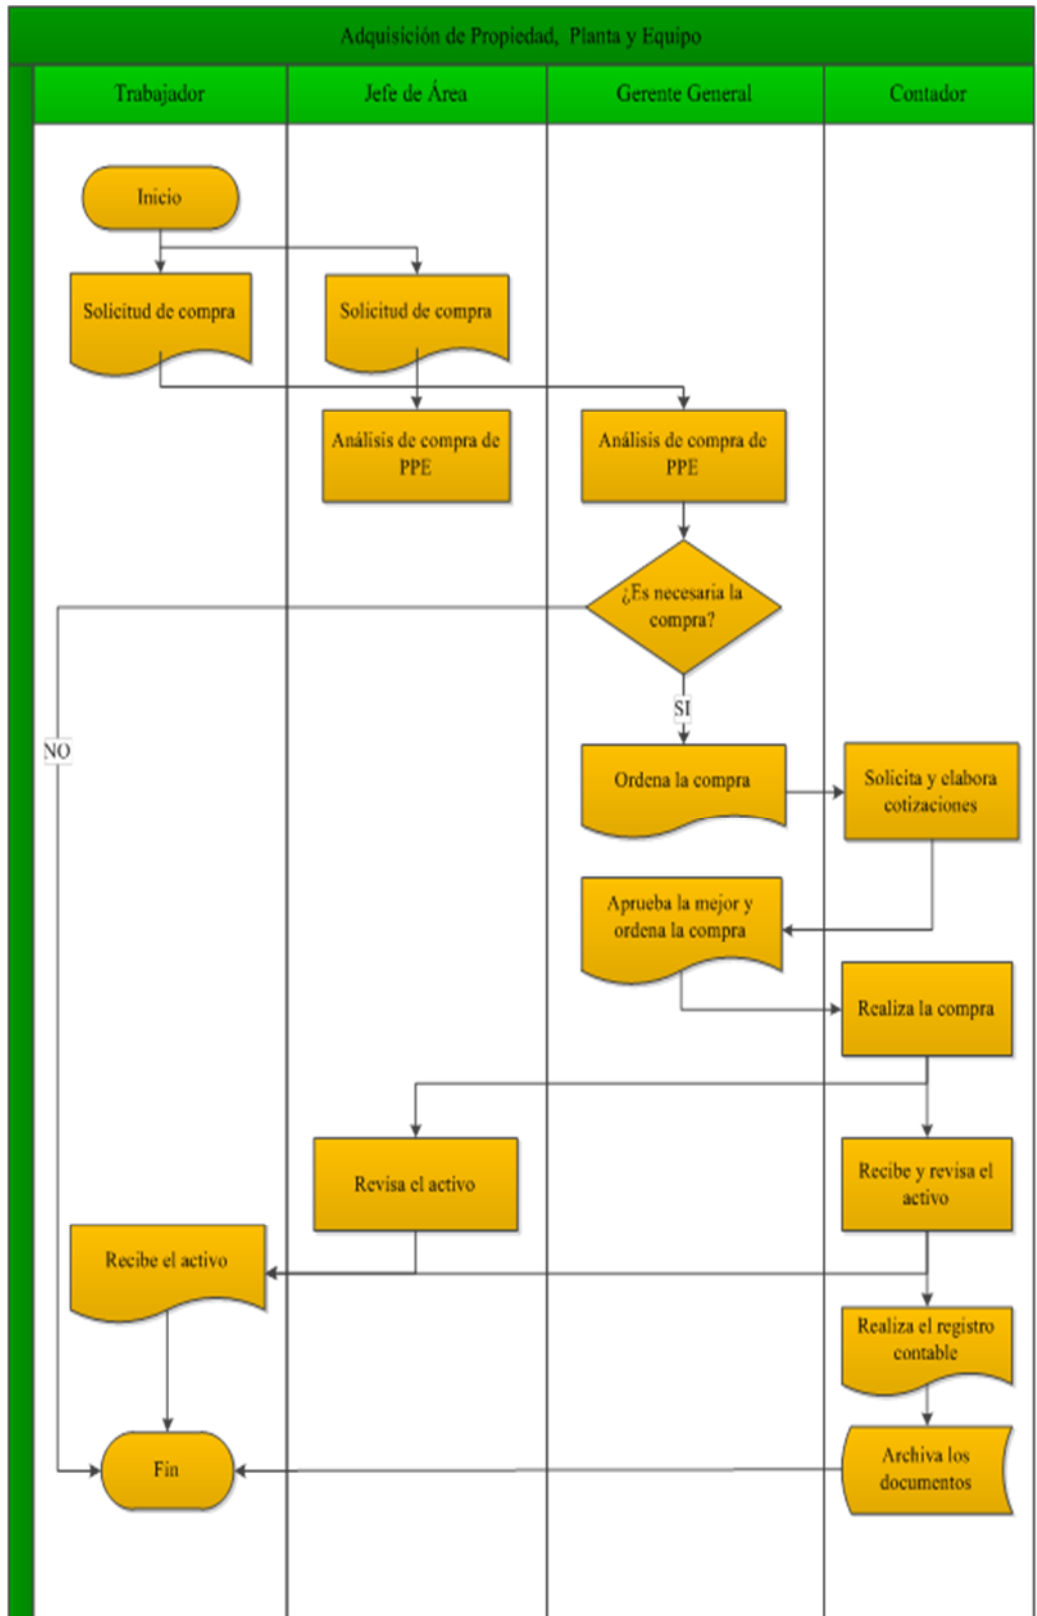 Adquisición de Propiedad, Planta y Equipo
Trabajador
Jefe de Área
Gerente General
Contador
Inicio
Solicitud de compra
Solicitud de compra
Análisis de compra de
PPE
Análisis de compra de
PPE
¿Es necesaria la
compra?
SI
NO
Ordena la compra
Solicita y elabora
cotizaciones
Aprueba la mejor y
ordena la compra
Realiza la compra
Revisa el activo
Recibe y revisa el
activo
Recibe el activo
Realiza el registro
contable
Archiva los
documentos
Fin